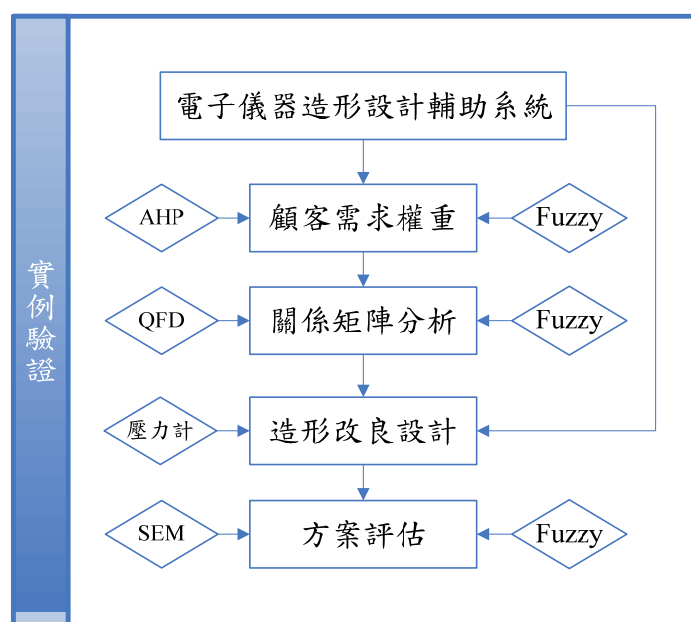 實例驗證
電子儀器造形設計輔助系統
AHP
顧客需求權重
Fuzzy
QFD
關係矩陣分析
Fuzzy
壓力計
造形改良設計
SEM
方案評估
Fuzzy